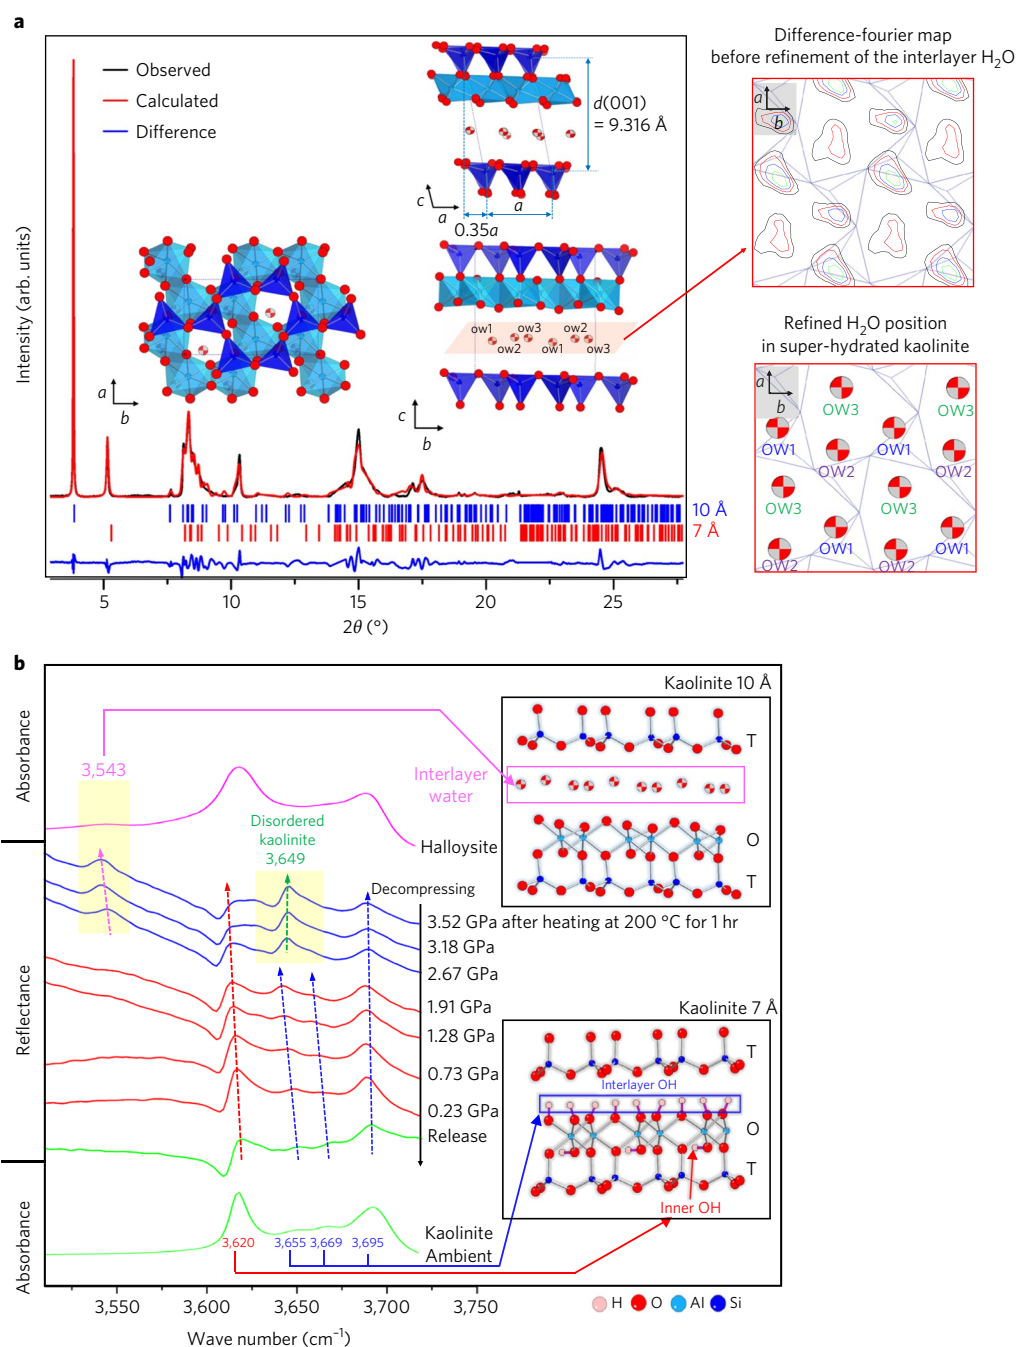 a
Observed
Calculated
Difference
Intensity (arb. units)
d(001)
= 9.316 Å
c
a
a
0.35a
ow1
ow3
ow2
ow2
ow1
ow3
a
b
c
b
10 Å
7 Å
5
10
15
20
25
2θ (°)
Difference-fourier map
before refinement of the interlayer H2O
a
b
Refined H2O position
in super-hydrated kaolinite
a
b
OW3
OW3
OW1
OW1
OW2
OW2
OW3
OW3
OW1
OW1
OW2
OW2
b
Absorbance
Reflectance
Absorbance
3,543
Interlayer
water
Disordered
kaolinite
3,649
Halloysite
Decompressing
3.52 GPa after heating at 200 °C for 1 hr
3.18 GPa
2.67 GPa
1.91 GPa
1.28 GPa
0.73 GPa
0.23 GPa
Release
Kaolinite
Ambient
3,620
3,655
3,669
3,695
Kaolinite 10 Å
T
O
T
Kaolinite 7 Å
T
Interlayer OH
O
T
Inner OH
3,550
3,600
3,650
3,700
3,750
Wave number (cm–1)
H
O
Al
Si